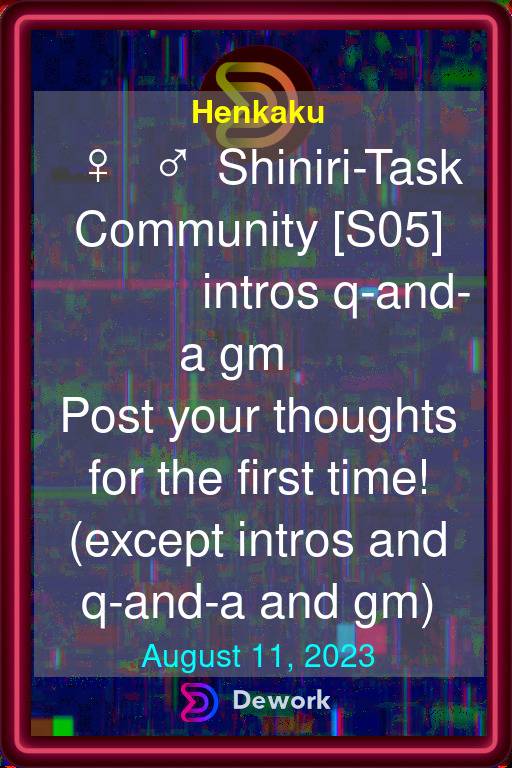 Henkaku
♀ ♂ Shiniri-Task
Community [S05]
intros q-and-
a gm
Post your thoughts
for the first time!
(except intros and
q-and-a and gm)
August 11, 2023
Dework